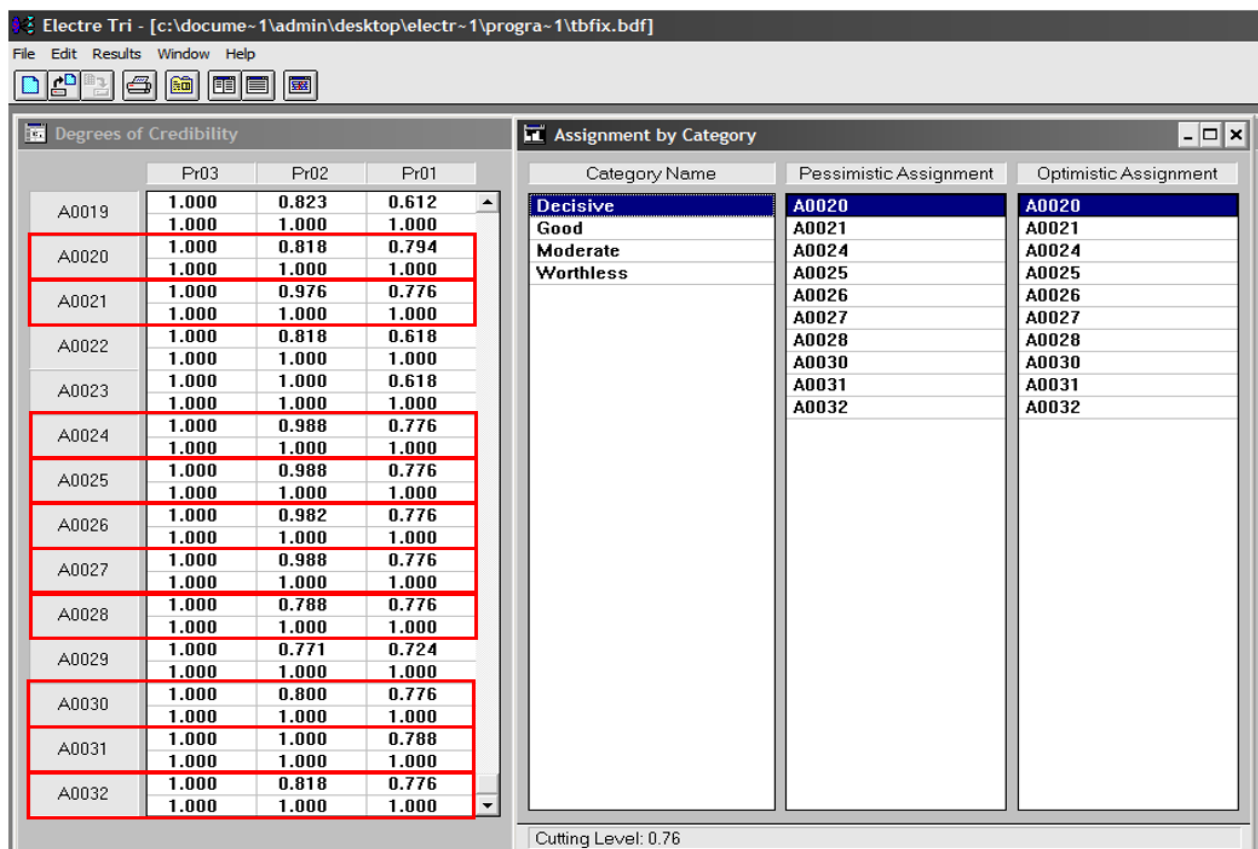 Electre Tri - [c:\docume~1\admin\desktop\electr~1\progra~1\tbfix.bdf]
File Edit Results Window Help
Degrees of Credibility
Pr03 Pr02 Pr01
A0019 1.000 0.823 0.612
1.000 1.000 1.000
A0020 1.000 0.818 0.794
1.000 1.000 1.000
A0021 1.000 0.976 0.776
1.000 1.000 1.000
A0022 1.000 0.818 0.618
1.000 1.000 1.000
A0023 1.000 1.000 0.618
1.000 1.000 1.000
A0024 1.000 0.988 0.776
1.000 1.000 1.000
A0025 1.000 0.988 0.776
1.000 1.000 1.000
A0026 1.000 0.982 0.776
1.000 1.000 1.000
A0027 1.000 0.988 0.776
1.000 1.000 1.000
A0028 1.000 0.788 0.776
1.000 1.000 1.000
A0029 1.000 0.771 0.724
1.000 1.000 1.000
A0030 1.000 0.800 0.776
1.000 1.000 1.000
A0031 1.000 1.000 0.788
1.000 1.000 1.000
A0032 1.000 0.818 0.776
1.000 1.000 1.000
Assignment by Category
Category Name Pessimistic Assignment Optimistic Assignment
Decisive A0020 A0020
Good A0021 A0021
Moderate A0024 A0024
Worthless A0025 A0025
A0026 A0026
A0027 A0027
A0028 A0028
A0030 A0030
A0031 A0031
A0032 A0032
Cutting Level: 0.76